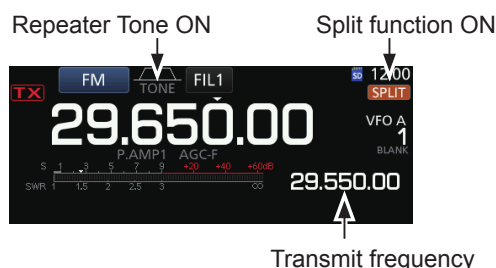 Repeater Tone ON
Split function ON
FM
TONE
FIL1
SD 12:00
TX
SPLIT
29.650.00
VFO A
1
BLANK
P.AMP1 AGC-F
S 1 3 5 7 9 +20 +40 +60dB
SWR 1 1.5 2 2.5 3 ∞
29.550.00
Transmit frequency